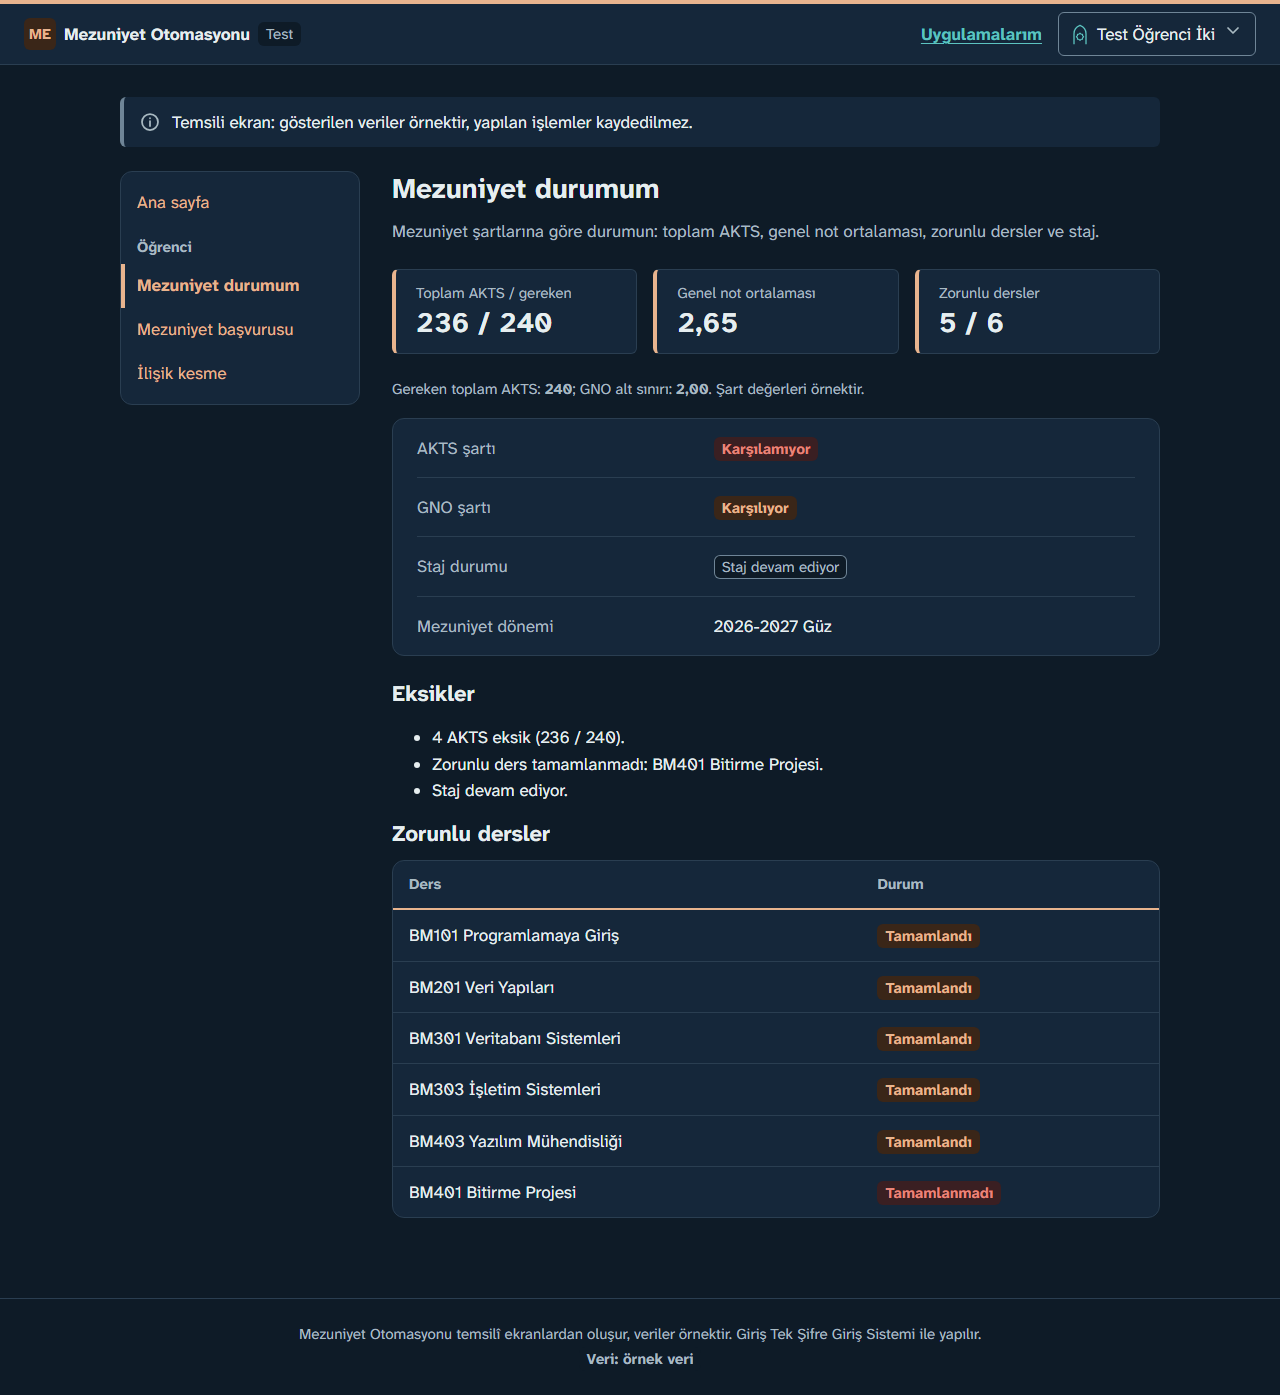 ME Mezuniyet Otomasyonu Test
Uygulamalarım
Test Öğrenci İki
Temsili ekran: gösterilen veriler örnektir, yapılan işlemler kaydedilmez.
Ana sayfa
Öğrenci
Mezuniyet durumum
Mezuniyet başvurusu
İlişik kesme
Mezuniyet durumum
Mezuniyet şartlarına göre durumun: toplam AKTS, genel not ortalaması, zorunlu dersler ve staj.
Toplam AKTS / gereken
236 / 240
Genel not ortalaması
2,65
Zorunlu dersler
5 / 6
Gereken toplam AKTS: 240; GNO alt sınırı: 2,00. Şart değerleri örnektir.
AKTS şartı Karşılamıyor
GNO şartı Karşılıyor
Staj durumu Staj devam ediyor
Mezuniyet dönemi 2026-2027 Güz
Eksikler
• 4 AKTS eksik (236 / 240).
• Zorunlu ders tamamlanmadı: BM401 Bitirme Projesi.
• Staj devam ediyor.
Zorunlu dersler
Ders Durum
BM101 Programlamaya Giriş Tamamlandı
BM201 Veri Yapıları Tamamlandı
BM301 Veritabanı Sistemleri Tamamlandı
BM303 İşletim Sistemleri Tamamlandı
BM403 Yazılım Mühendisliği Tamamlandı
BM401 Bitirme Projesi Tamamlanmadı
Mezuniyet Otomasyonu temsilî ekranlardan oluşur, veriler örnektir. Giriş Tek Şifre Giriş Sistemi ile yapılır.
Veri: örnek veri